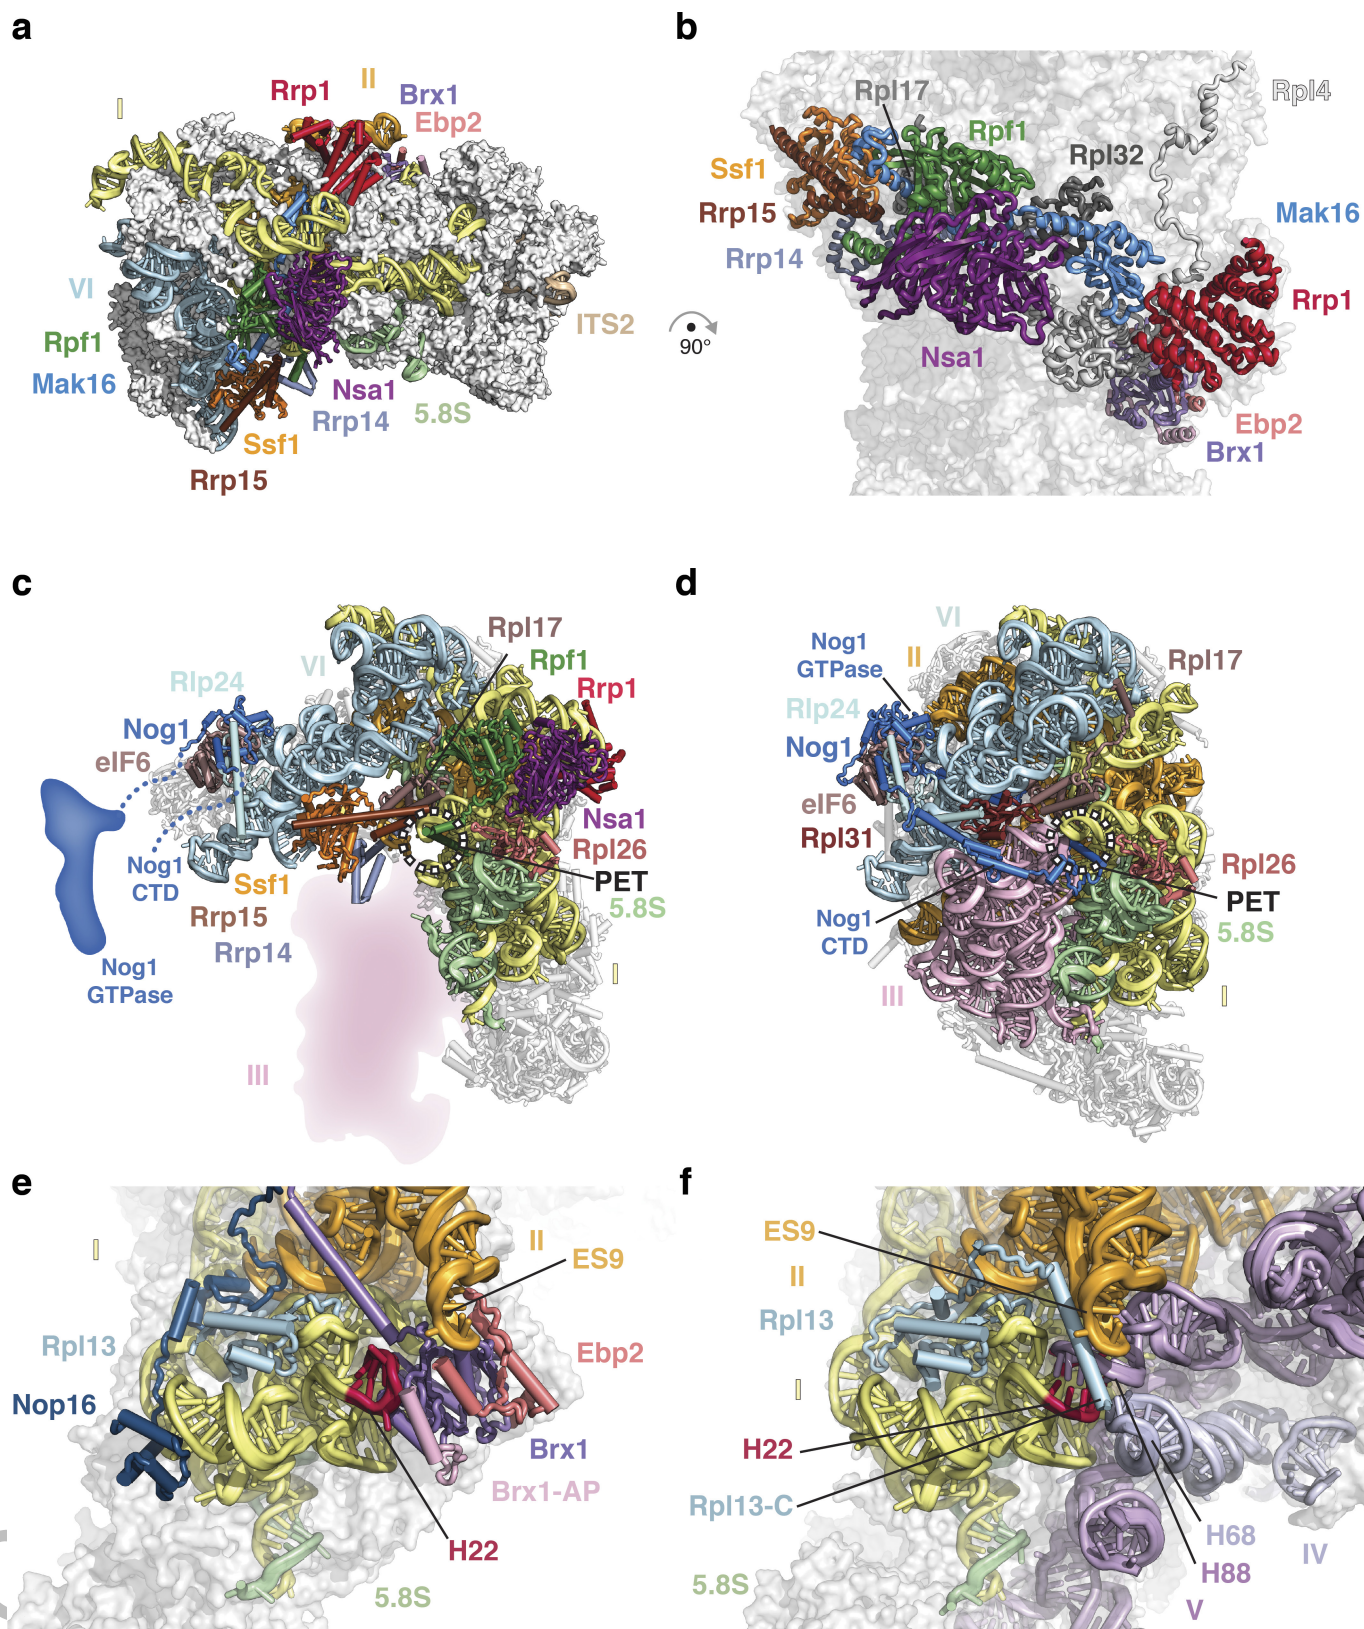 a
I
Rrp1
II
Brx1
Ebp2
VI
Rpf1
Mak16
ITS2
Nsa1
Rrp14
5.8S
Ssf1
Rrp15
90°
b
Rpl17
Rpl4
Rpf1
Rpl32
Ssf1
Rrp15
Mak16
Rrp14
Rrp1
Nsa1
Ebp2
Brx1
c
Rpl17
VI
Rpf1
Rlp24
Rrp1
Nog1
eIF6
Nsa1
Rpl26
Nog1
CTD
Ssf1
PET
Rrp15
5.8S
Rrp14
Nog1
GTPase
I
III
d
VI
Nog1
GTPase
II
Rpl17
Rlp24
Nog1
eIF6
Rpl31
Rpl26
PET
Nog1
CTD
5.8S
III
I
e
I
II
ES9
Rpl13
Ebp2
Nop16
Brx1
Brx1-AP
H22
5.8S
f
ES9
II
Rpl13
I
H22
Rpl13-C
H68
IV
H88
5.8S
V